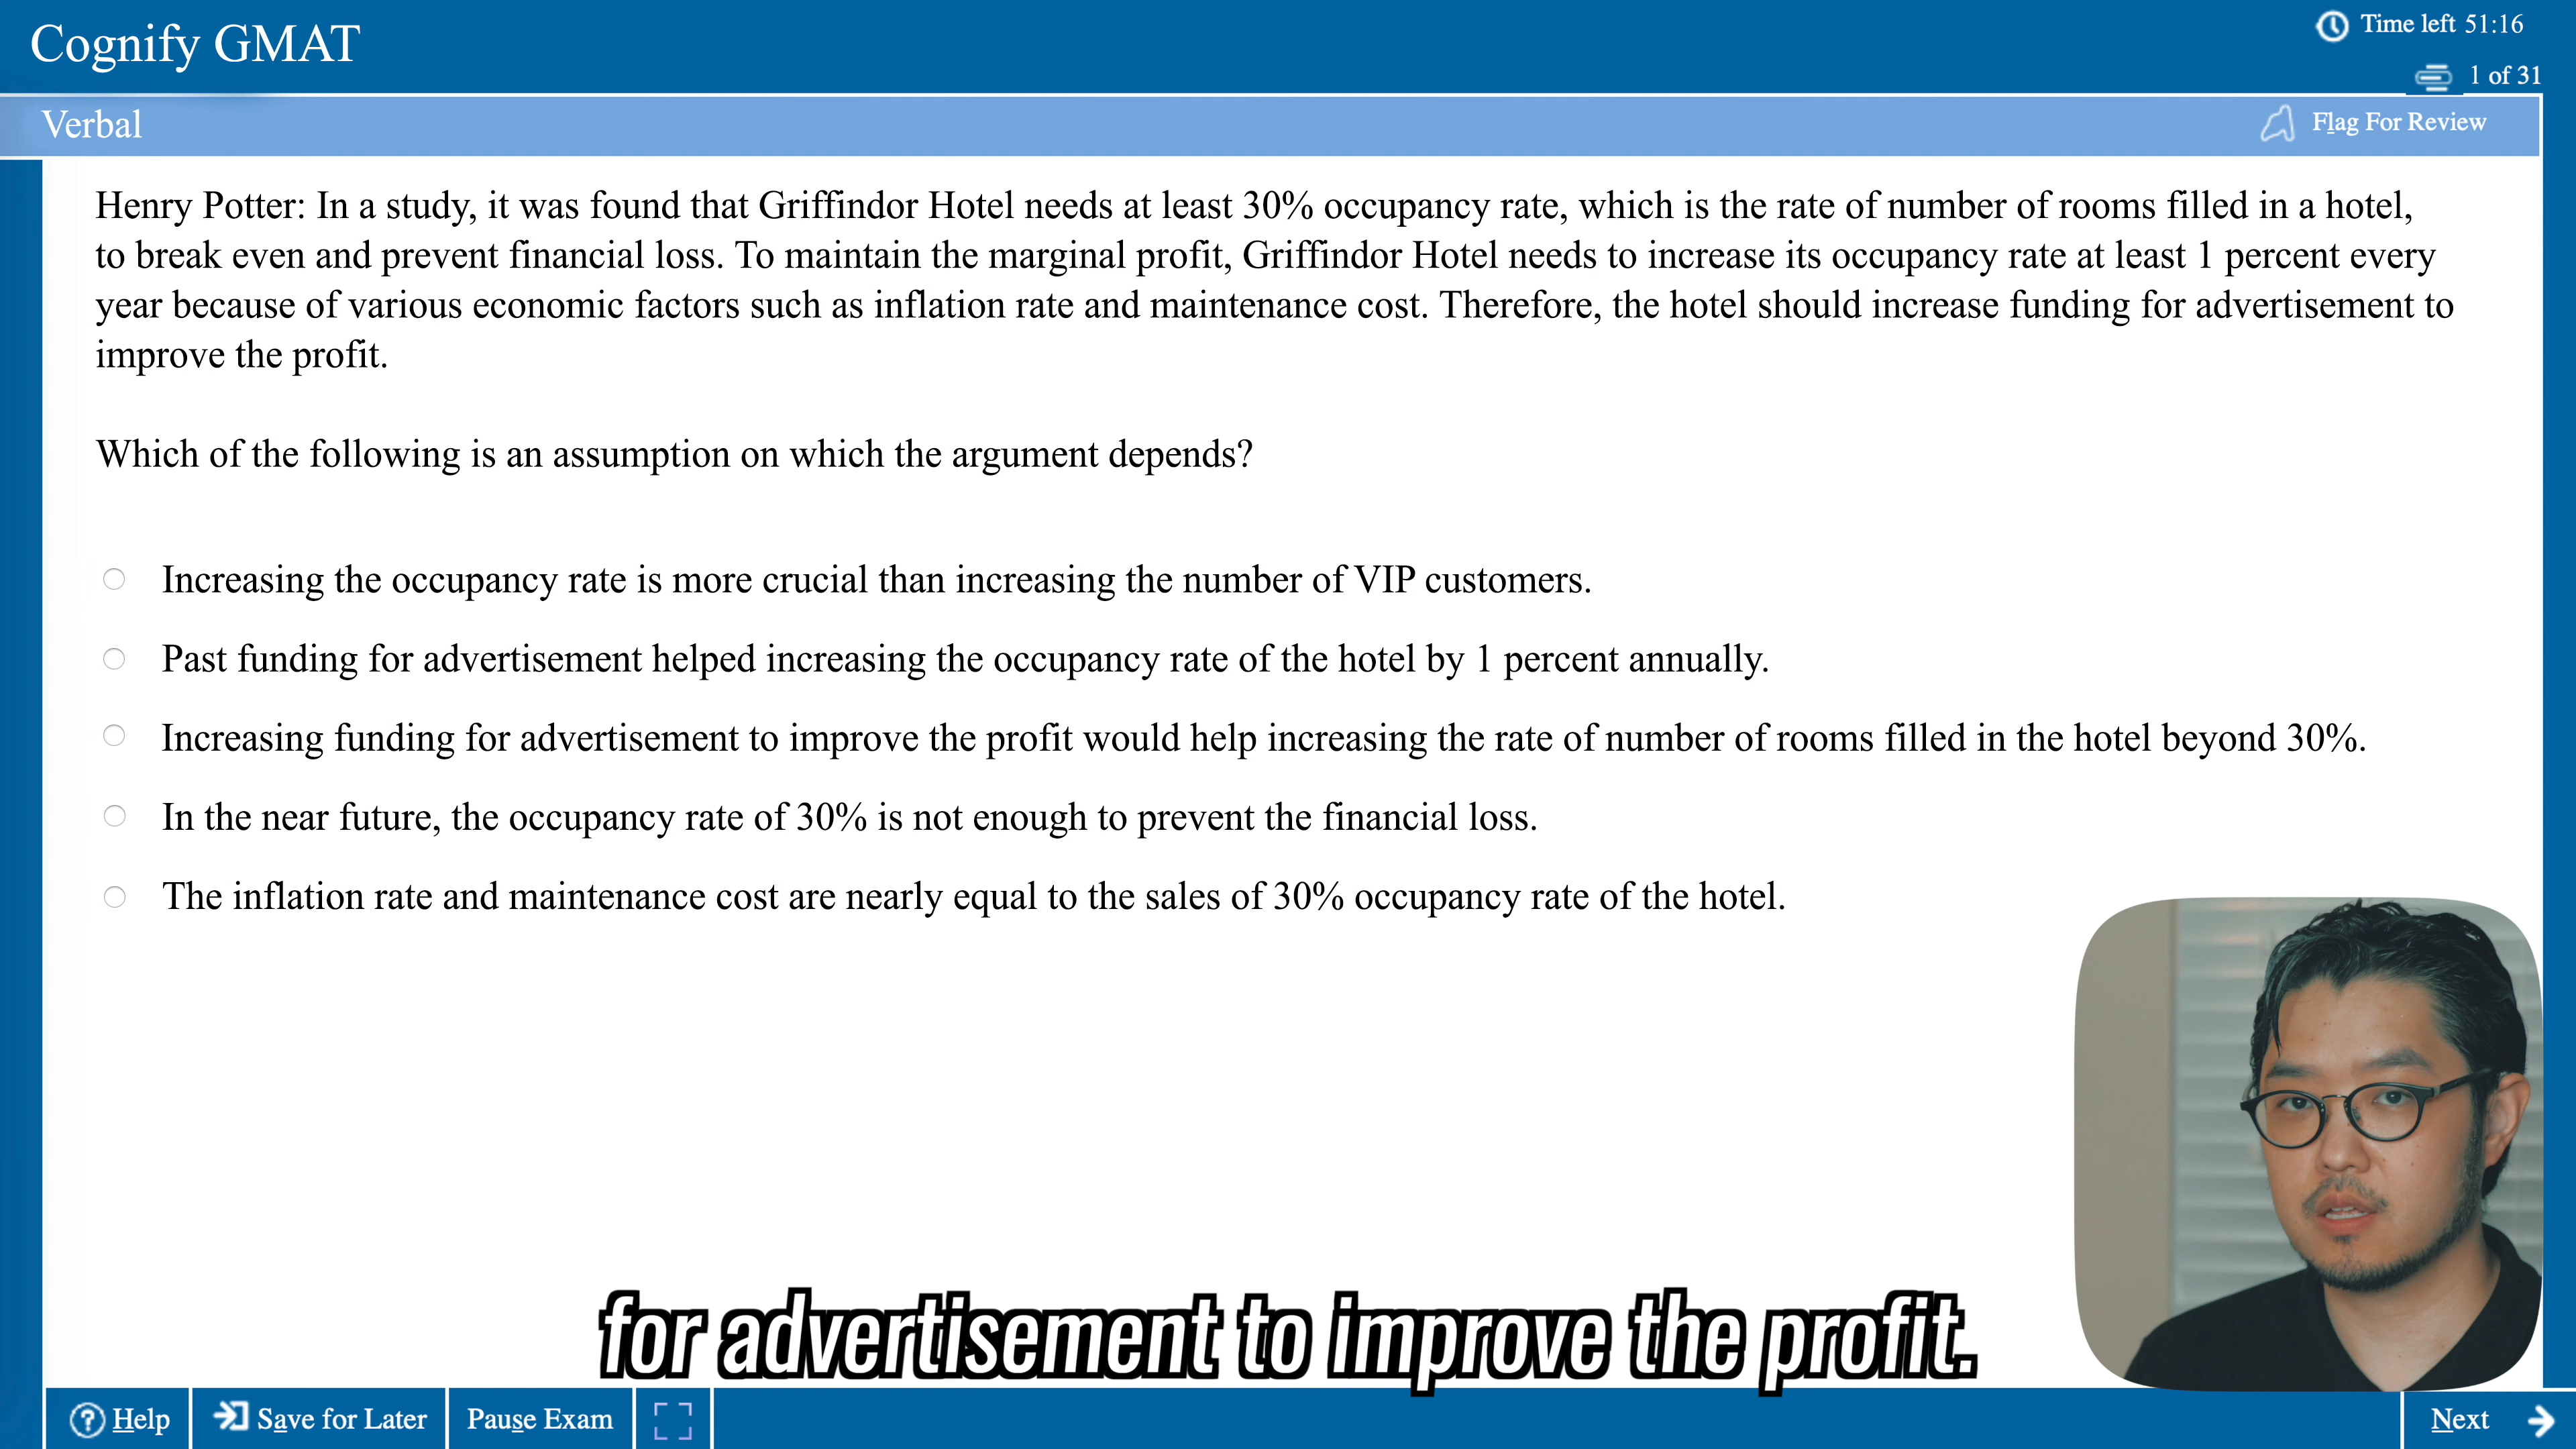 Cognify GMAT
Time left 51:16
1 of 31
Verbal
Flag For Review
Henry Potter: In a study, it was found that Griffindor Hotel needs at least 30% occupancy rate, which is the rate of number of rooms filled in a hotel,
to break even and prevent financial loss. To maintain the marginal profit, Griffindor Hotel needs to increase its occupancy rate at least 1 percent every
year because of various economic factors such as inflation rate and maintenance cost. Therefore, the hotel should increase funding for advertisement to
improve the profit.
Which of the following is an assumption on which the argument depends?
Increasing the occupancy rate is more crucial than increasing the number of VIP customers.
Past funding for advertisement helped increasing the occupancy rate of the hotel by 1 percent annually.
Increasing funding for advertisement to improve the profit would help increasing the rate of number of rooms filled in the hotel beyond 30%.
In the near future, the occupancy rate of 30% is not enough to prevent the financial loss.
The inflation rate and maintenance cost are nearly equal to the sales of 30% occupancy rate of the hotel.
for advertisement to improve the profit.
Help
Save for Later
Pause Exam
Next